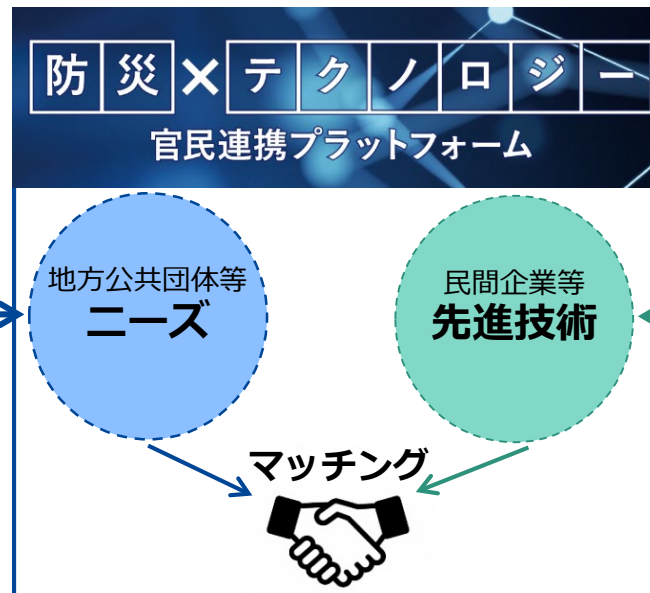 防災×テクノロジー
官民連携プラットフォーム
地方公共団体等
ニーズ
民間企業等
先進技術
マッチング